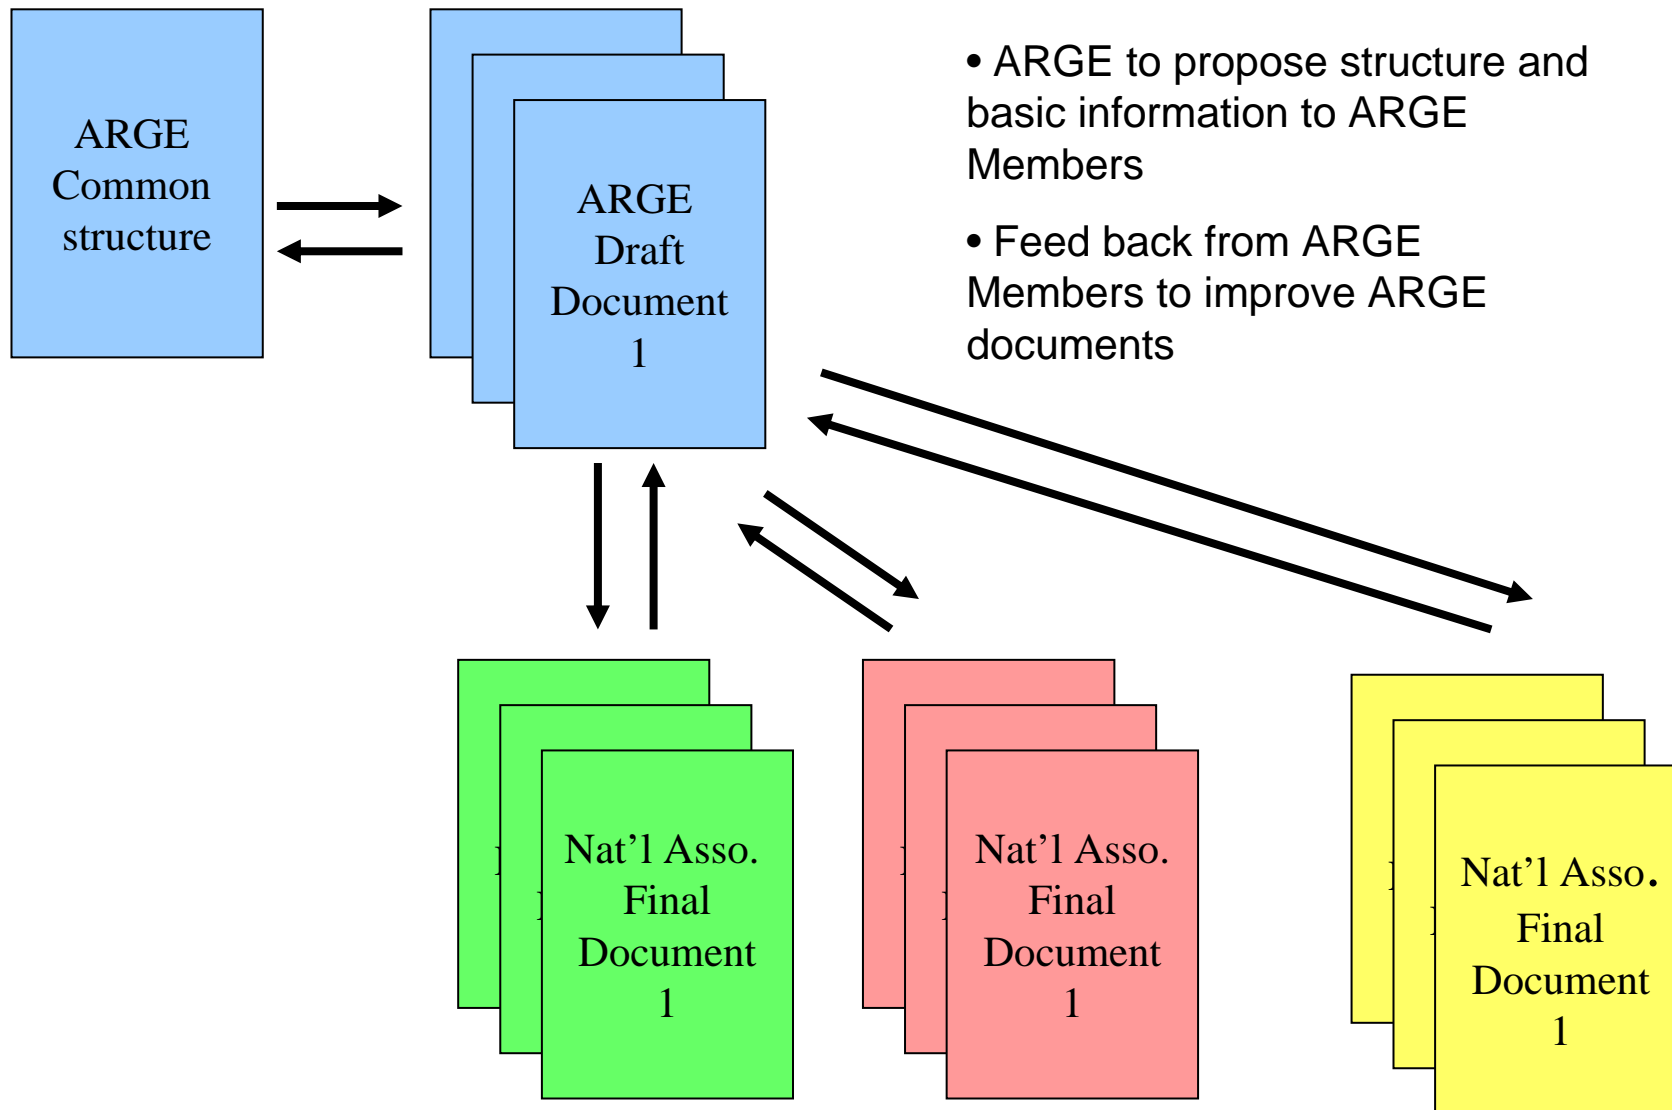 ARGE
Common
structure
ARGE
Draft
Document
1
• ARGE to propose structure and
basic information to ARGE
Members
• Feed back from ARGE
Members to improve ARGE
documents
Nat’l Asso.
Final
Document
1
Nat’l Asso.
Final
Document
1
Nat’l Asso.
Final
Document
1